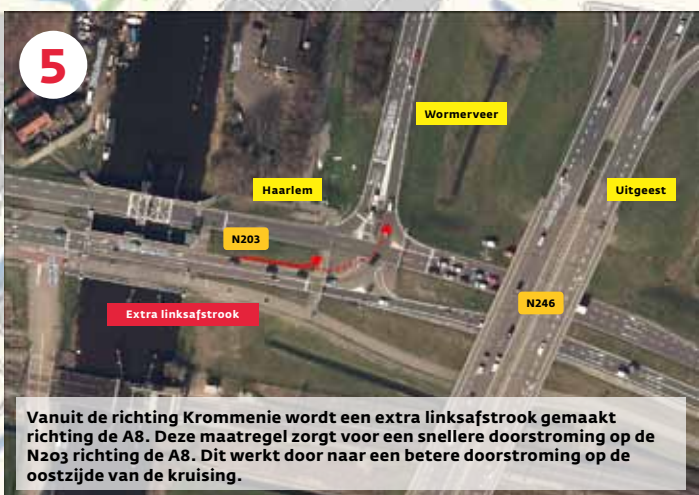 5
Wormerveer
Haarlem
Uitgeest
N203
N246
Extra linksafstrook
Vanuit de richting Krommenie wordt een extra linksafstrook gemaakt
richting de A8. Deze maatregel zorgt voor een snellere doorstroming op de
N203 richting de A8. Dit werkt door naar een betere doorstroming op de
oostzijde van de kruising.